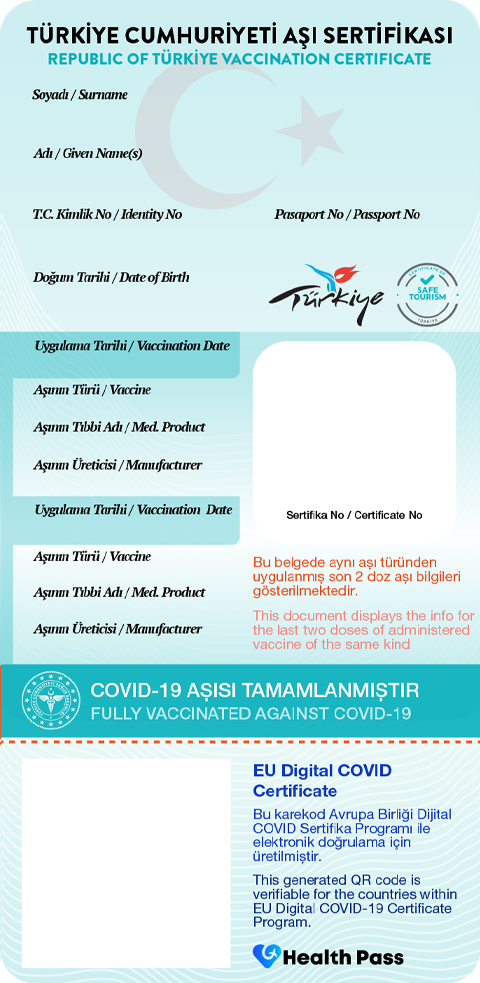 TÜRKİYE CUMHURİYETİ AŞI SERTİFİKASI
REPUBLIC OF TÜRKİYE VACCINATION CERTIFICATE
Soyadı / Surname
Adı / Given Name(s)
T.C. Kimlik No / Identity No
Pasaport No / Passport No
Doğum Tarihi / Date of Birth
Türkiye
CERTIFICATE OF
SAFE
TOURISM
TÜRKİYE
Uygulama Tarihi / Vaccination Date
Aşının Türü / Vaccine
Aşının Tıbbi Adı / Med. Product
Aşının Üreticisi / Manufacturer
Uygulama Tarihi / Vaccination Date
Aşının Türü / Vaccine
Aşının Tıbbi Adı / Med. Product
Aşının Üreticisi / Manufacturer
Sertifika No / Certificate No
Bu belgede aynı aşı türünden
uygulanmış son 2 doz aşı bilgileri
gösterilmektedir.
This document displays the info for
the last two doses of administered
vaccine of the same kind
COVID-19 AŞISI TAMAMLANMIŞTIR
FULLY VACCINATED AGAINST COVID-19
EU Digital COVID
Certificate
Bu karekod Avrupa Birliği Dijital
COVID Sertifika Programı ile
elektronik doğrulama için
üretilmiştir.
This generated QR code is
verifiable for the countries within
EU Digital COVID-19 Certificate
Program.
Health Pass